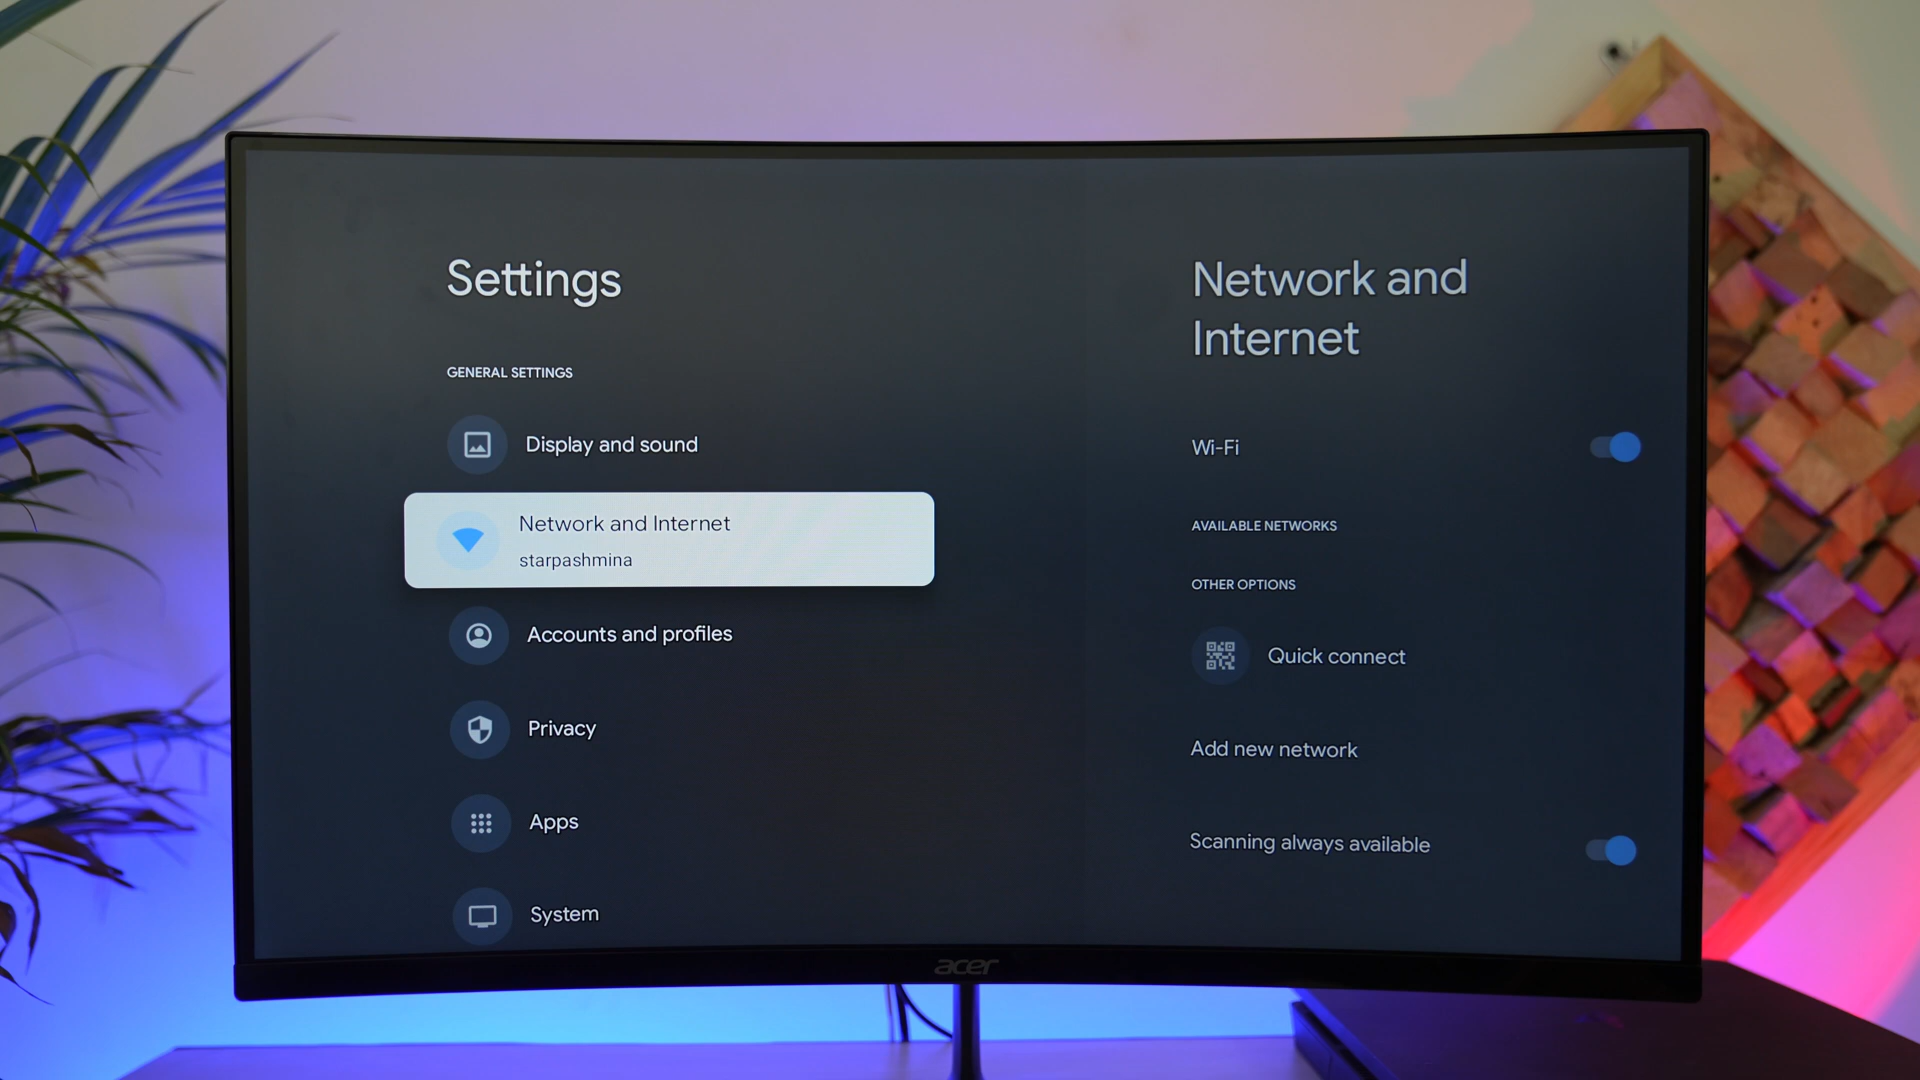 Settings
GENERAL SETTINGS
Display and sound
Network and Internet
starpashmina
Accounts and profiles
Privacy
Apps
System
Network and
Internet
Wi-Fi
AVAILABLE NETWORKS
OTHER OPTIONS
Quick connect
Add new network
Scanning always available
acer